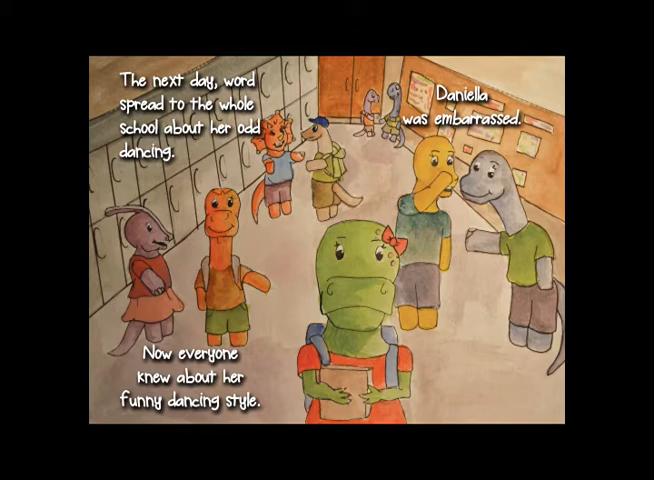 The next day, word
spread to the whole
school about her odd
dancing.
Daniella
was embarrassed.
Now everyone
knew about her
funny dancing style.